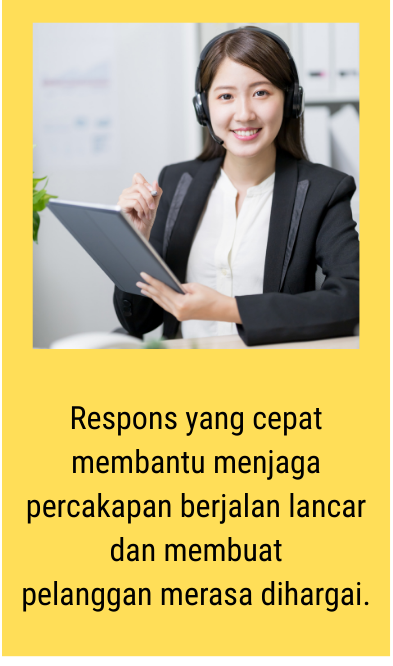 Respons yang cepat
membantu menjaga
percakapan berjalan lancar
dan membuat
pelanggan merasa dihargai.